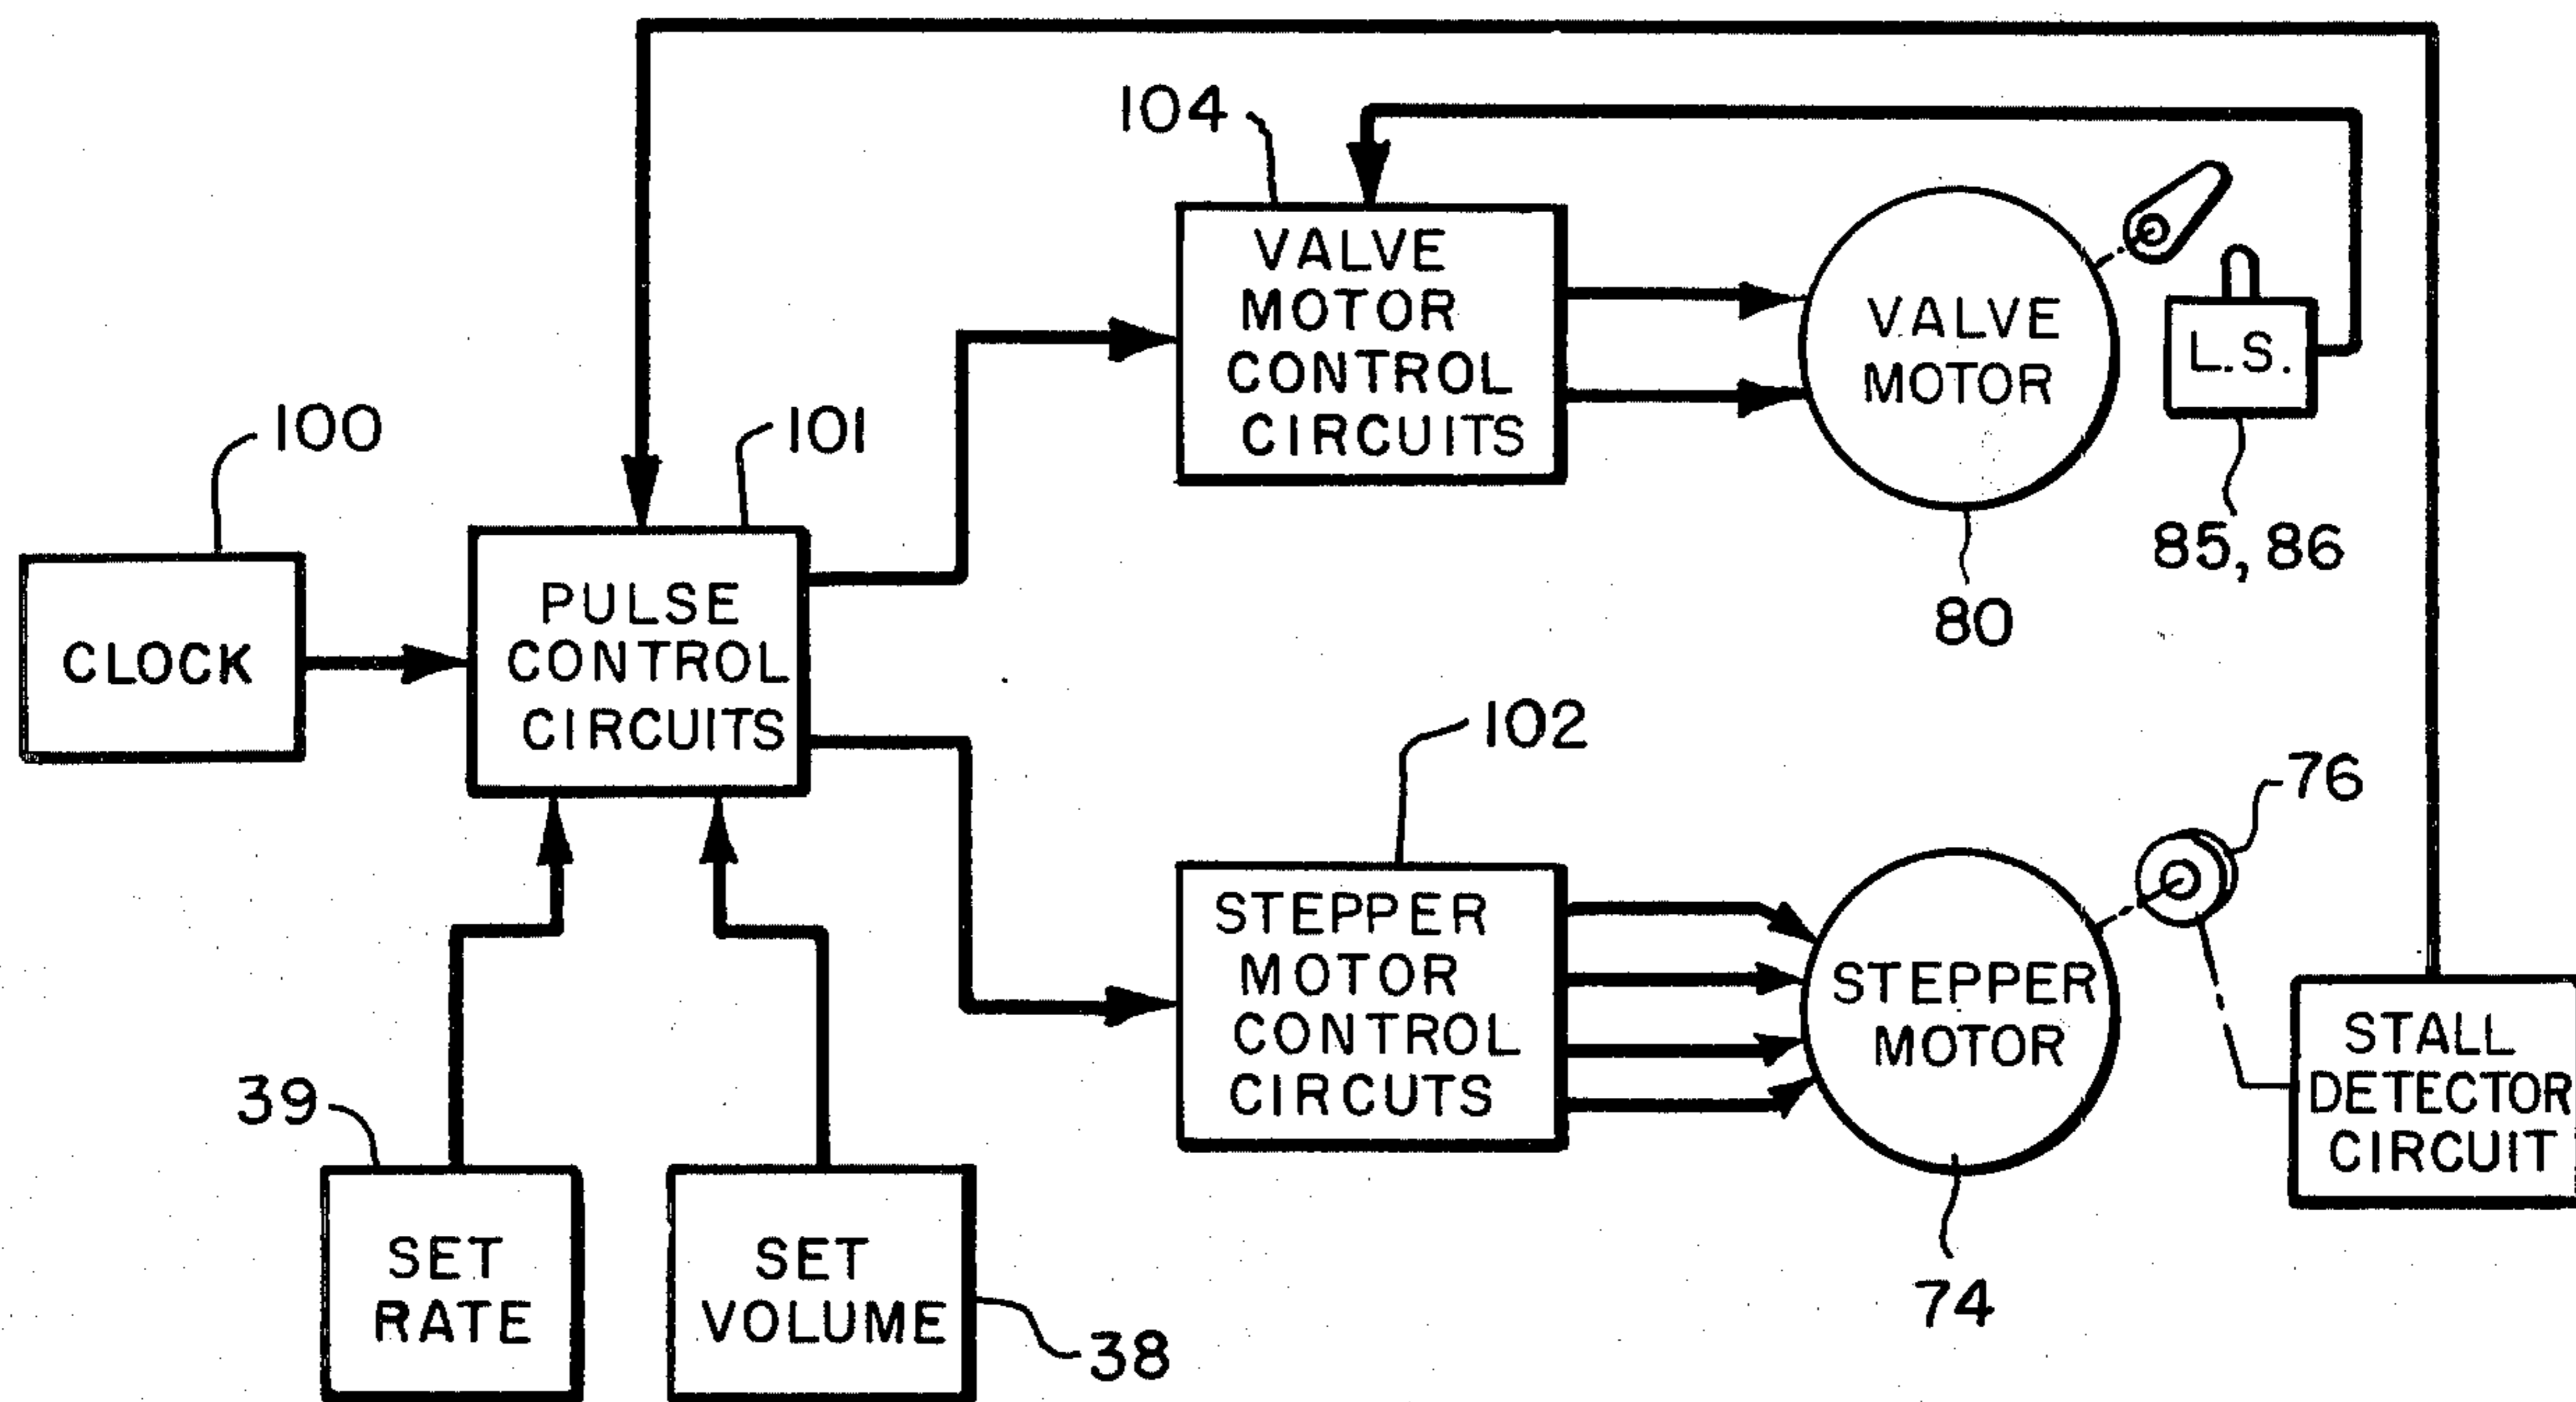 104
VALVE
MOTOR
CONTROL
CIRCUITS
VALVE
MOTOR
L.S.
85, 86
80
100
CLOCK
101
PULSE
CONTROL
CIRCUITS
102
STEPPER
MOTOR
CONTROL
CIRCUTS
STEPPER
MOTOR
74
76
STALL
DETECTOR
CIRCUIT
39
SET
RATE
SET
VOLUME
38